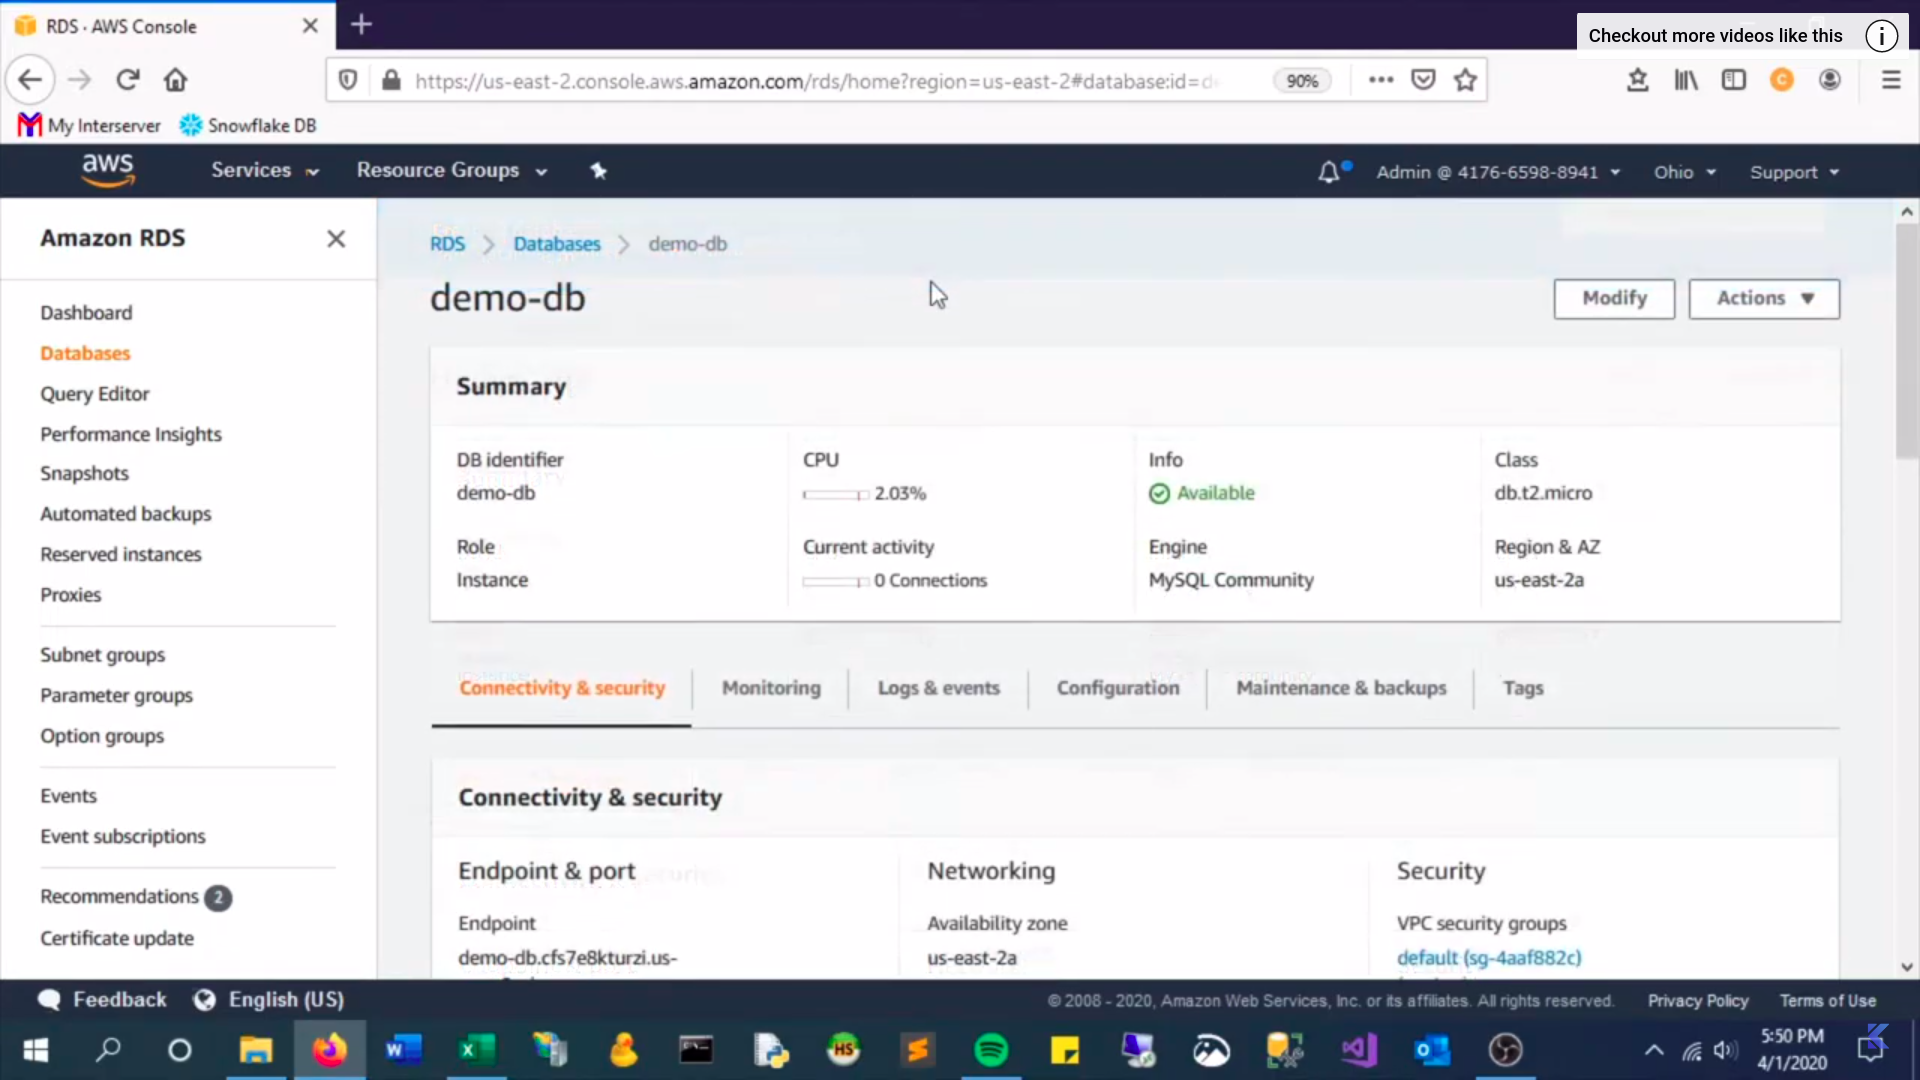 RDS · AWS Console
Checkout more videos like this
https://us-east-2.console.aws.amazon.com/rds/home?region=us-east-2#database:id=d
90%
My Interserver
Snowflake DB
aws
Services
Resource Groups
Admin @ 4176-6598-8941
Ohio
Support
Amazon RDS
Dashboard
Databases
Query Editor
Performance Insights
Snapshots
Automated backups
Reserved instances
Proxies
Subnet groups
Parameter groups
Option groups
Events
Event subscriptions
Recommendations 2
Certificate update
RDS > Databases > demo-db
demo-db
Modify
Actions
Summary
DB identifier
demo-db
CPU
2.03%
Info
Available
Class
db.t2.micro
Role
Instance
Current activity
0 Connections
Engine
MySQL Community
Region & AZ
us-east-2a
Connectivity & security
Monitoring
Logs & events
Configuration
Maintenance & backups
Tags
Connectivity & security
Endpoint & port
Endpoint
demo-db.cfs7e8kturzi.us-
Networking
Availability zone
us-east-2a
Security
VPC security groups
default (sg-4aaf882c)
Feedback
English (US)
© 2008 - 2020, Amazon Web Services, Inc. or its affiliates. All rights reserved.
Privacy Policy
Terms of Use
5:50 PM
4/1/2020